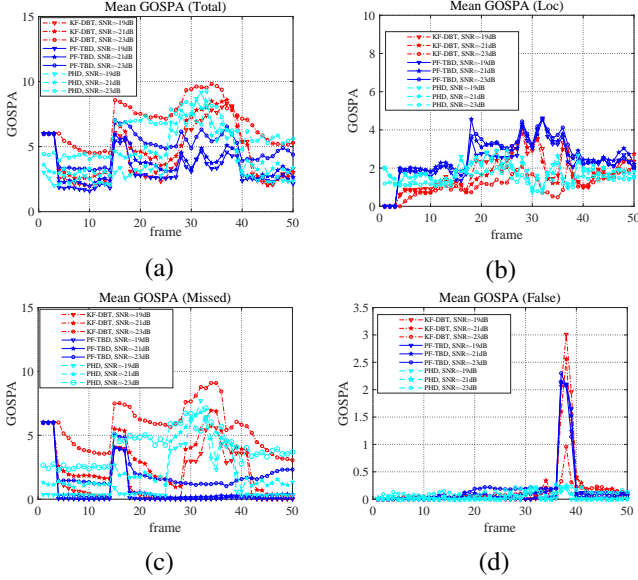 Mean GOSPA (Total)
GOSPA
15
10
5
0
KF-DBT, SNR=-19dB
KF-DBT, SNR=-21dB
KF-DBT, SNR=-23dB
PF-TBD, SNR=-19dB
PF-TBD, SNR=-21dB
PF-TBD, SNR=-23dB
PHD, SNR=-19dB
PHD, SNR=-21dB
PHD, SNR=-23dB
0 10 20 30 40 50
frame
(a)
Mean GOSPA (Loc)
GOSPA
10
8
6
4
2
0
KF-DBT, SNR=-19dB
KF-DBT, SNR=-21dB
KF-DBT, SNR=-23dB
PF-TBD, SNR=-19dB
PF-TBD, SNR=-21dB
PF-TBD, SNR=-23dB
PHD, SNR=-19dB
PHD, SNR=-21dB
PHD, SNR=-23dB
0 10 20 30 40 50
frame
(b)
Mean GOSPA (Missed)
GOSPA
15
10
5
0
KF-DBT, SNR=-19dB
KF-DBT, SNR=-21dB
KF-DBT, SNR=-23dB
PF-TBD, SNR=-19dB
PF-TBD, SNR=-21dB
PF-TBD, SNR=-23dB
PHD, SNR=-19dB
PHD, SNR=-21dB
PHD, SNR=-23dB
0 10 20 30 40 50
frame
(c)
Mean GOSPA (False)
GOSPA
3.5
3
2.5
2
1.5
1
0.5
0
KF-DBT, SNR=-19dB
KF-DBT, SNR=-21dB
KF-DBT, SNR=-23dB
PF-TBD, SNR=-19dB
PF-TBD, SNR=-21dB
PF-TBD, SNR=-23dB
PHD, SNR=-19dB
PHD, SNR=-21dB
PHD, SNR=-23dB
0 10 20 30 40 50
frame
(d)